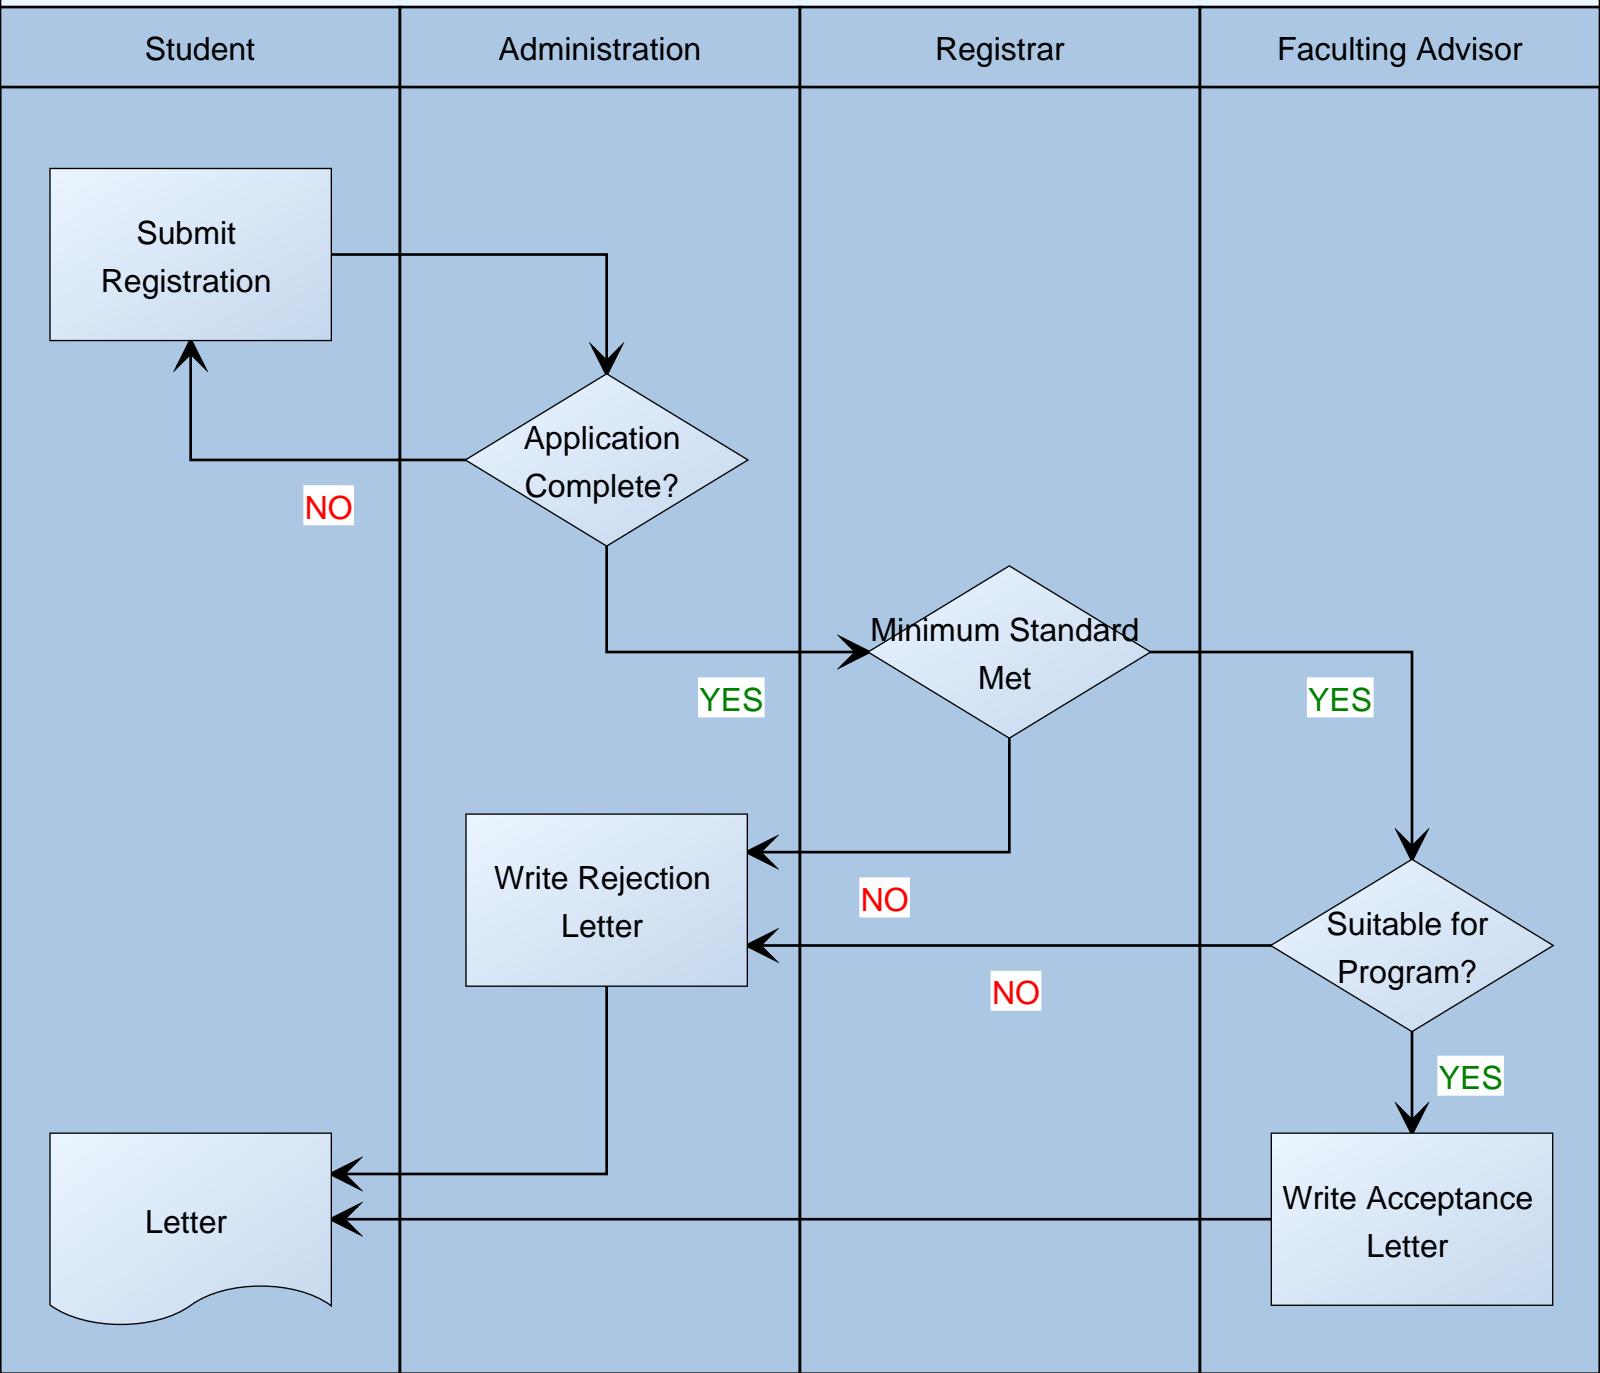 Student
Administration
Registrar
Faculting Advisor
Submit
Registration
Application
Complete?
NO
YES
Minimum Standard
Met
YES
Write Rejection
Letter
NO
Suitable for
Program?
NO
YES
Letter
Write Acceptance
Letter